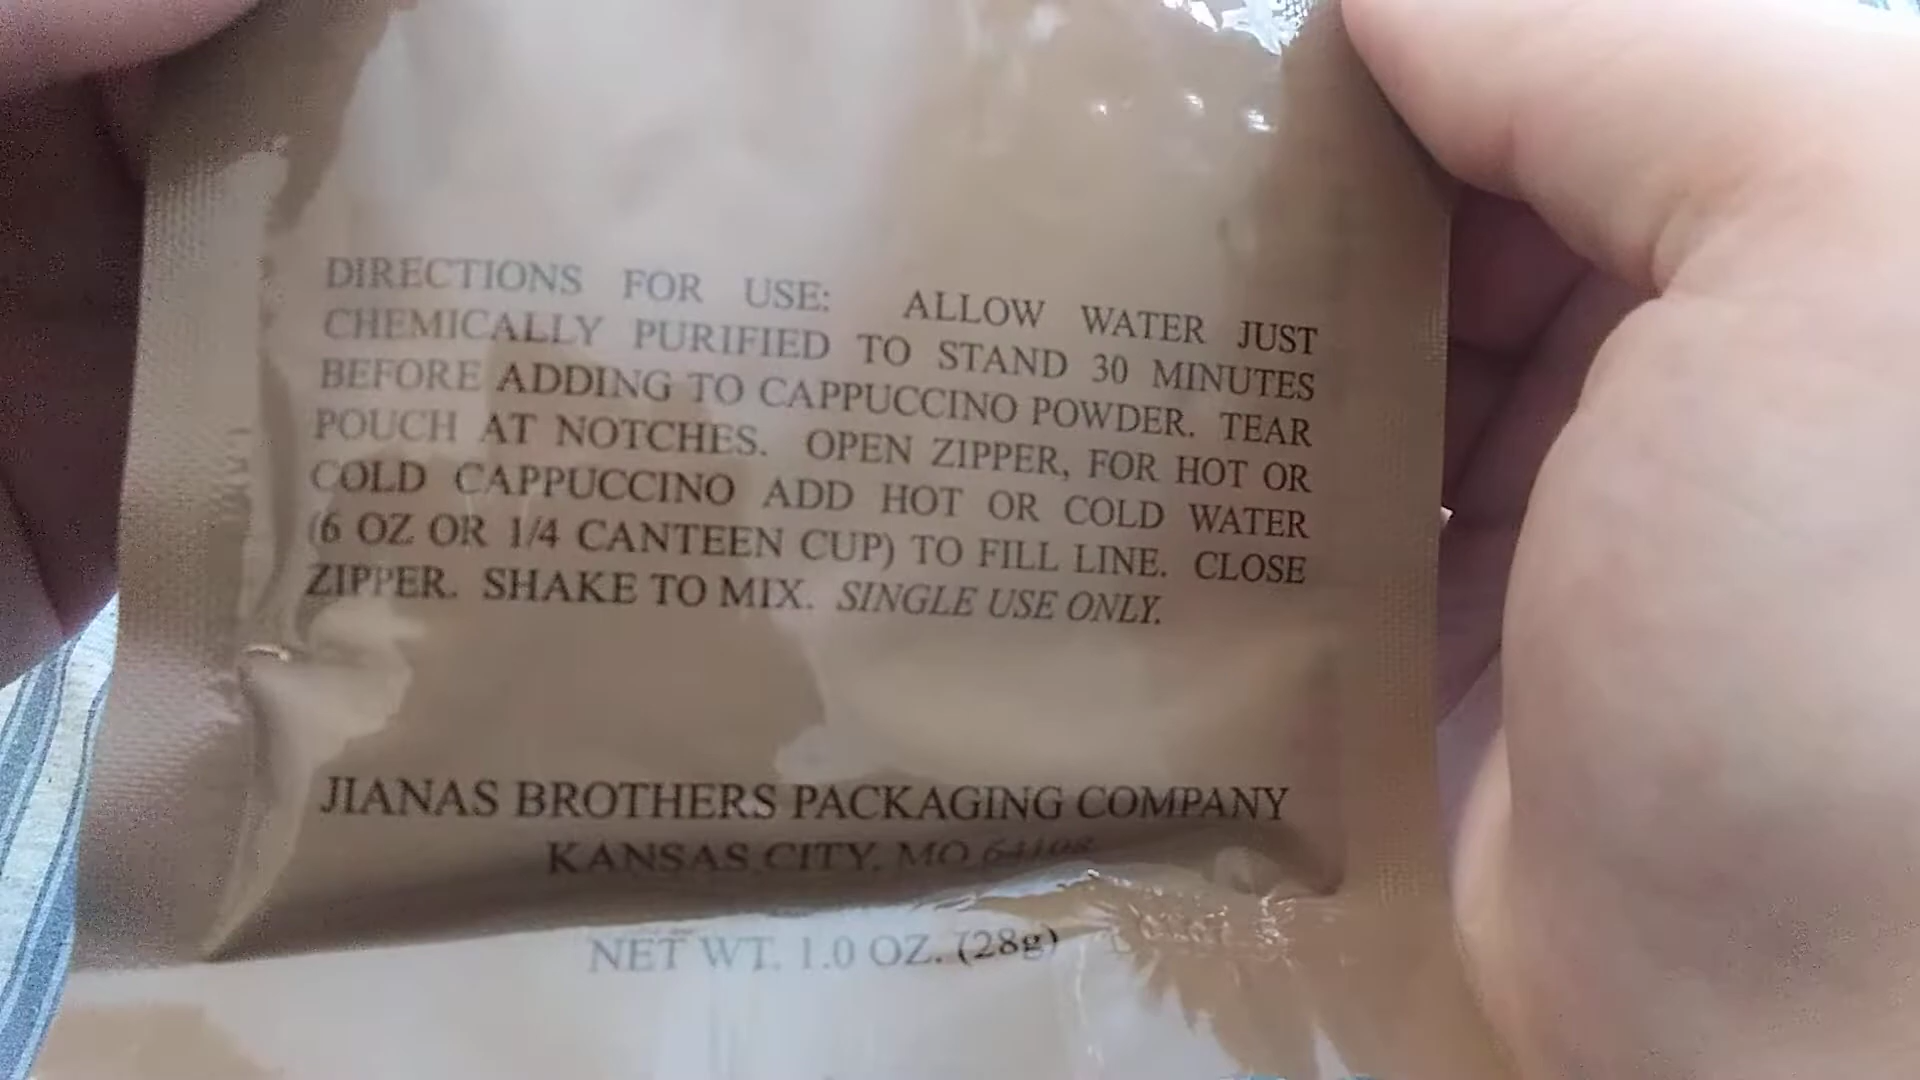 DIRECTIONS FOR USE: ALLOW WATER JUST
CHEMICALLY PURIFIED TO STAND 30 MINUTES
BEFORE ADDING TO CAPPUCCINO POWDER. TEAR
POUCH AT NOTCHES. OPEN ZIPPER, FOR HOT OR
COLD CAPPUCCINO ADD HOT OR COLD WATER
(6 OZ OR 1/4 CANTEEN CUP) TO FILL LINE. CLOSE
ZIPPER. SHAKE TO MIX. SINGLE USE ONLY.
JIANAS BROTHERS PACKAGING COMPANY
KANSAS CITY, MO 64108
NET WT. 1.0 OZ. (28g)